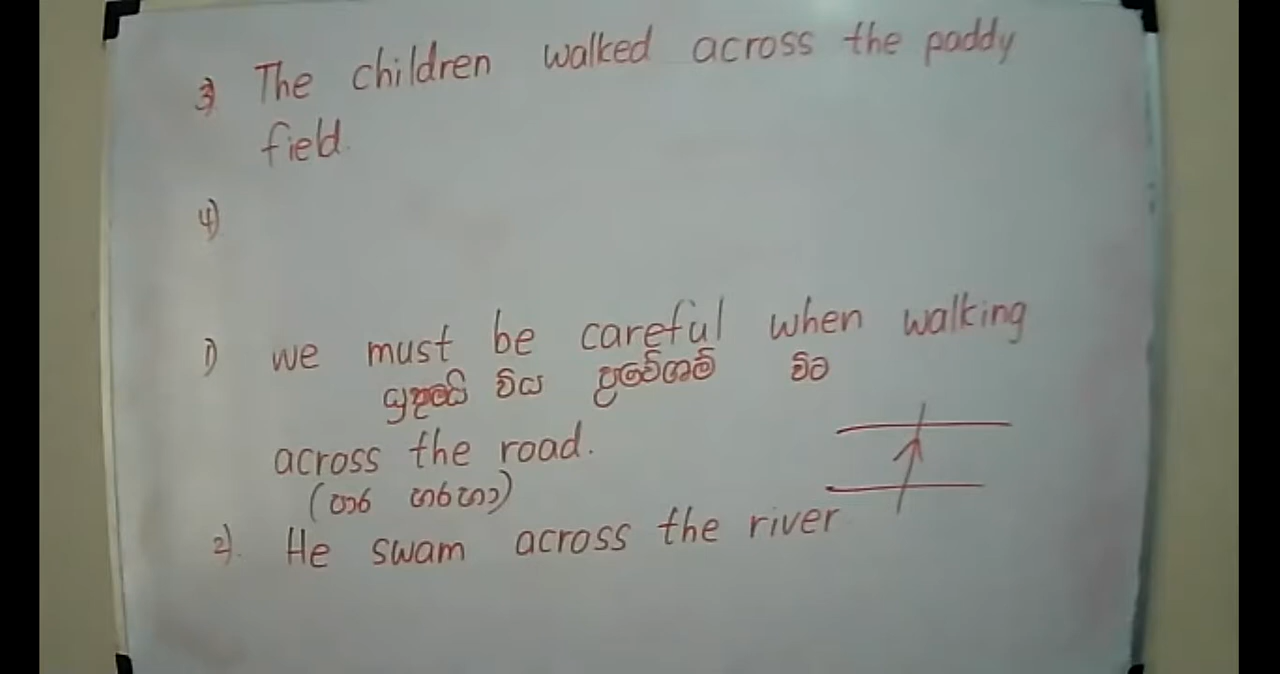 3) The children walked across the paddy
field.
4)
1) we must be careful when walking
විය විට
across the road.
(පාර හරහා)
2). He swam across the river